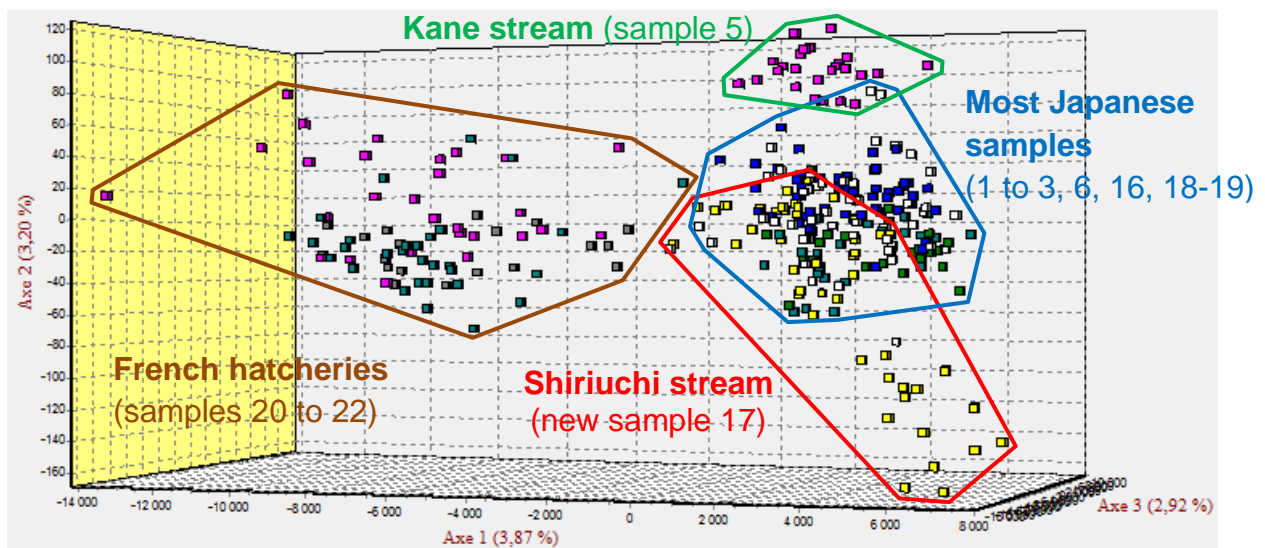 Kane stream (sample 5)
Most Japanese
samples
(1 to 3, 6, 16, 18-19)
French hatcheries
(samples 20 to 22)
Shiriuchi stream
(new sample 17)
120
100
80
60
40
20
0
-20
-40
-60
-80
-100
-120
-140
-160
Axe 2 (3,20 %)
-14 000
-12 000
-10 000
-8 000
-6 000
-4 000
-2 000
0
2 000
4 000
6 000
8 000
Axe 1 (3,87 %)
Axe 3 (2,92 %)